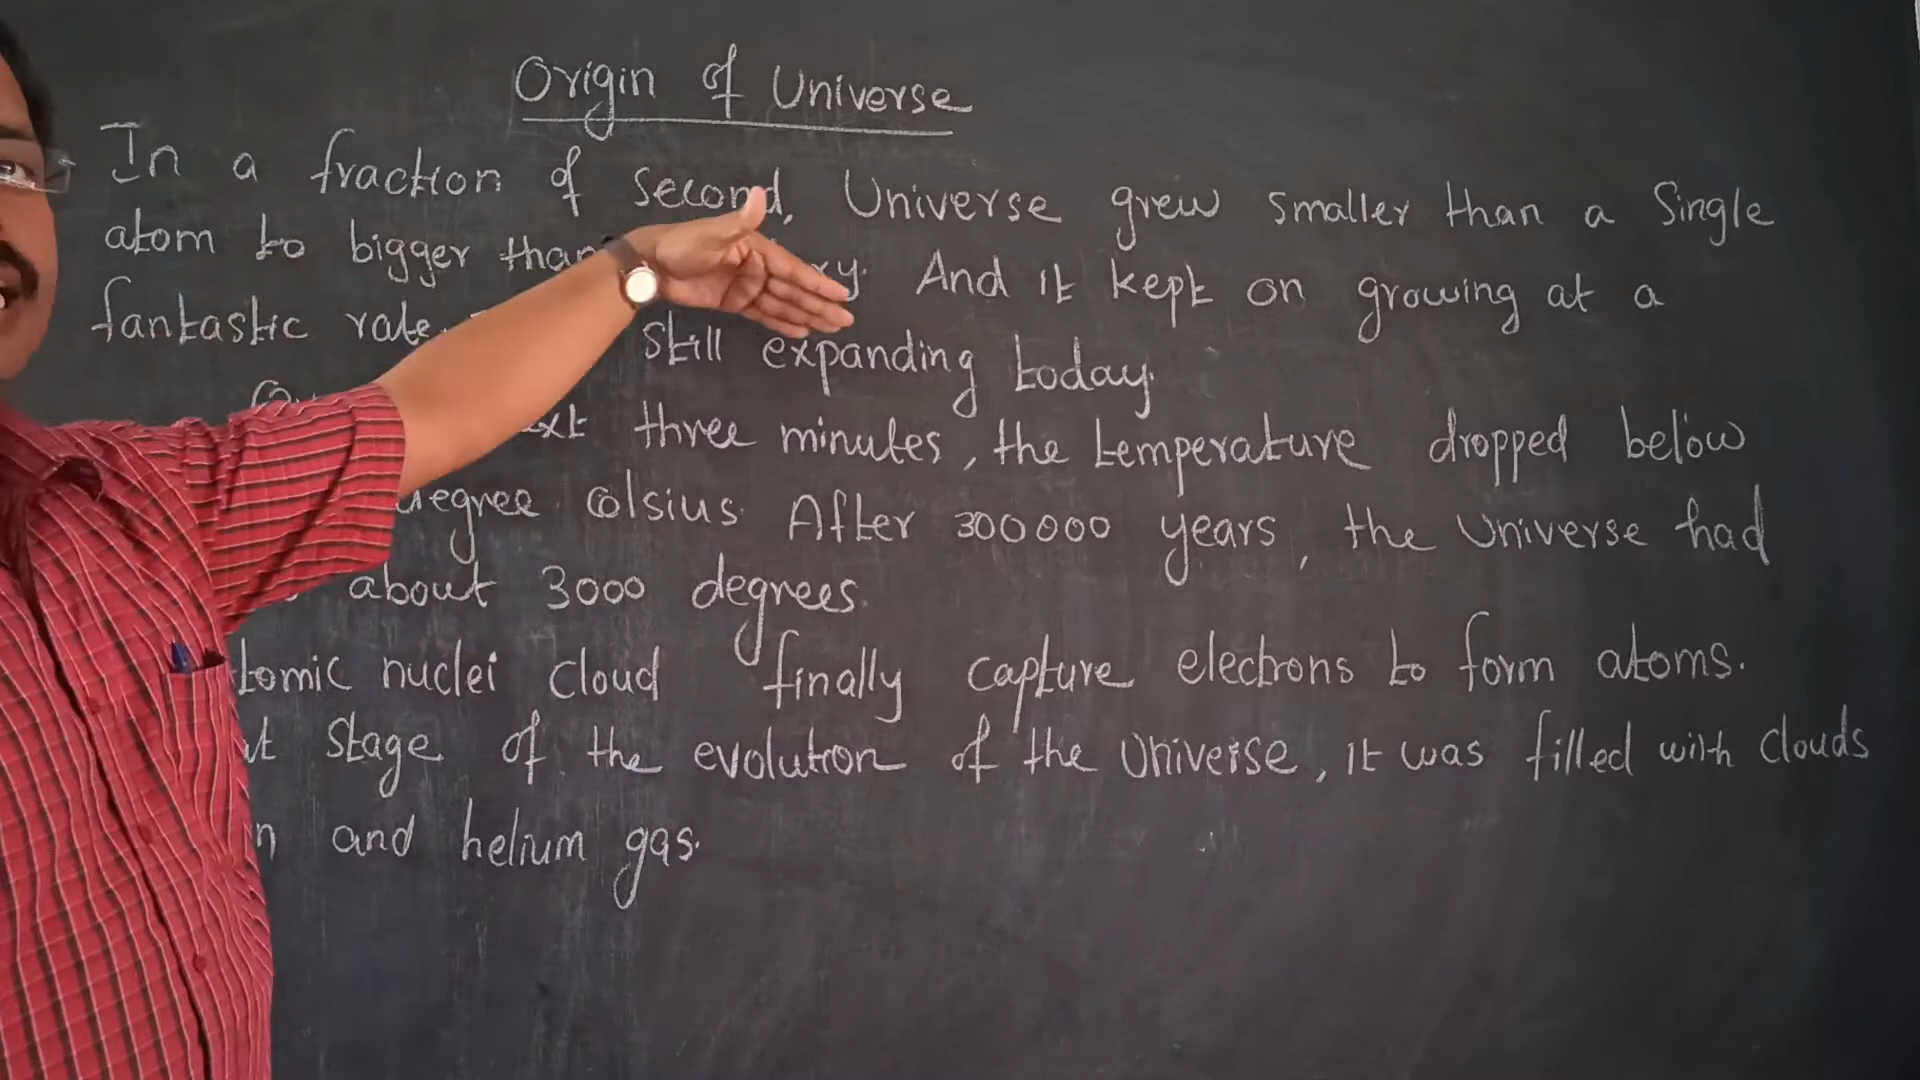 Origin of Universe
In a fraction of second, Universe grew smaller than a Single
atom to bigger than And it kept on growing at a
fantastic rate. still expanding today.
three minutes, the temperature dropped below
degree Colsius. After 300000 years, the Universe had
about 3000 degrees.
nuclei cloud finally capture electrons to form atoms.
stage of the evolution of the Universe, it was filled with clouds
and helium gas.